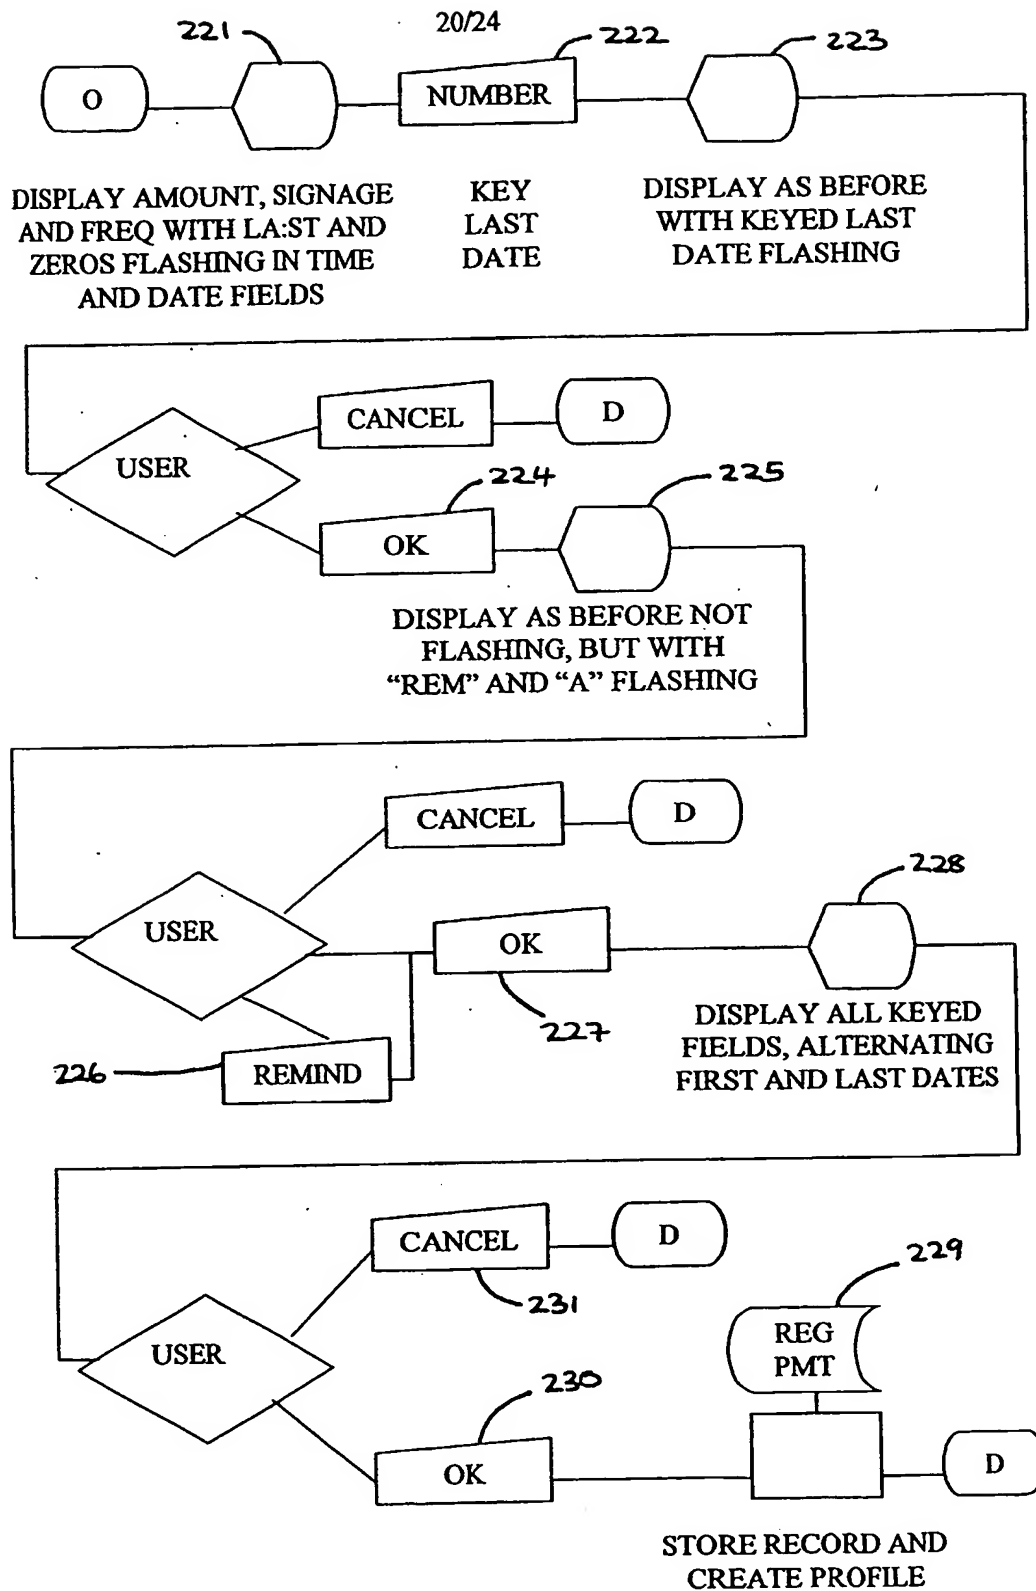 20/24
221
222
223
O
NUMBER
DISPLAY AMOUNT, SIGNAGE
AND FREQ WITH LA:ST AND
ZEROS FLASHING IN TIME
AND DATE FIELDS
KEY
LAST
DATE
DISPLAY AS BEFORE
WITH KEYED LAST
DATE FLASHING
CANCEL
D
USER
224
225
OK
DISPLAY AS BEFORE NOT
FLASHING, BUT WITH
“REM” AND “A” FLASHING
CANCEL
D
228
USER
OK
227
226
REMIND
DISPLAY ALL KEYED
FIELDS, ALTERNATING
FIRST AND LAST DATES
CANCEL
D
231
229
USER
REG
PMT
230
OK
D
STORE RECORD AND
CREATE PROFILE